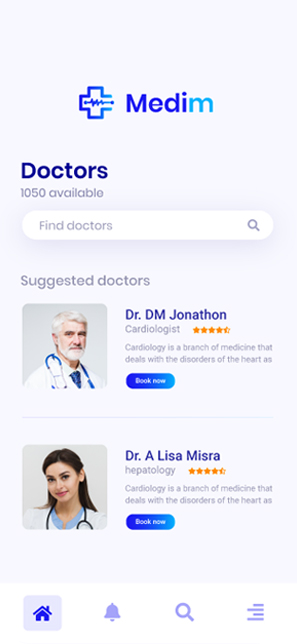 Medim
Doctors
1050 available
Find doctors
Suggested doctors
Dr. DM Jonathon
Cardiologist
Cardiology is a branch of medicine that
deals with the disorders of the heart as
Book now
Dr. A Lisa Misra
hepatology
Cardiology is a branch of medicine that
deals with the disorders of the heart as
Book now